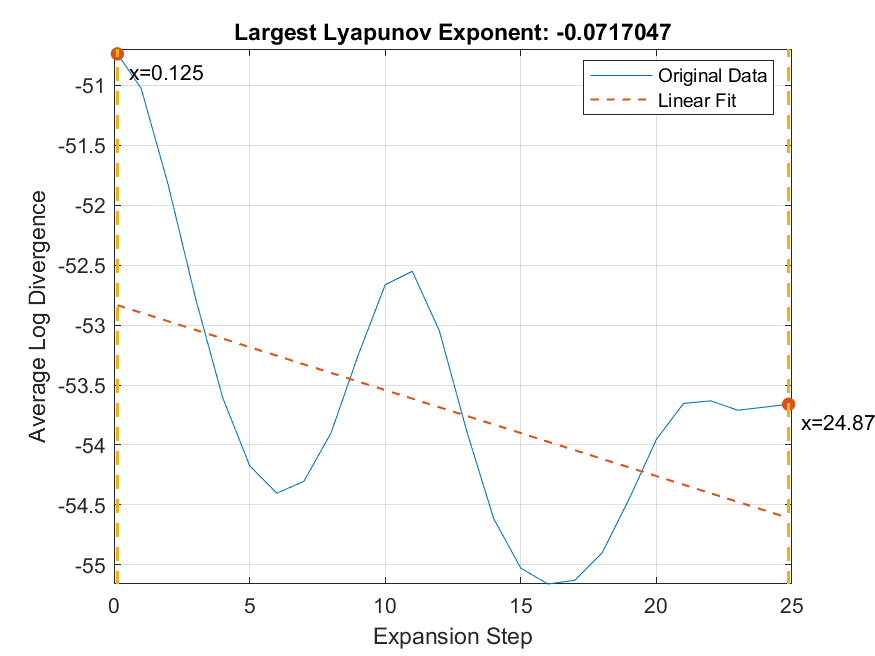 Largest Lyapunov Exponent: -0.0717047
x=0.125
Original Data
Linear Fit
-51
-51.5
-52
-52.5
-53
-53.5
-54
-54.5
-55
Average Log Divergence
x=24.87
0 5 10 15 20 25
Expansion Step